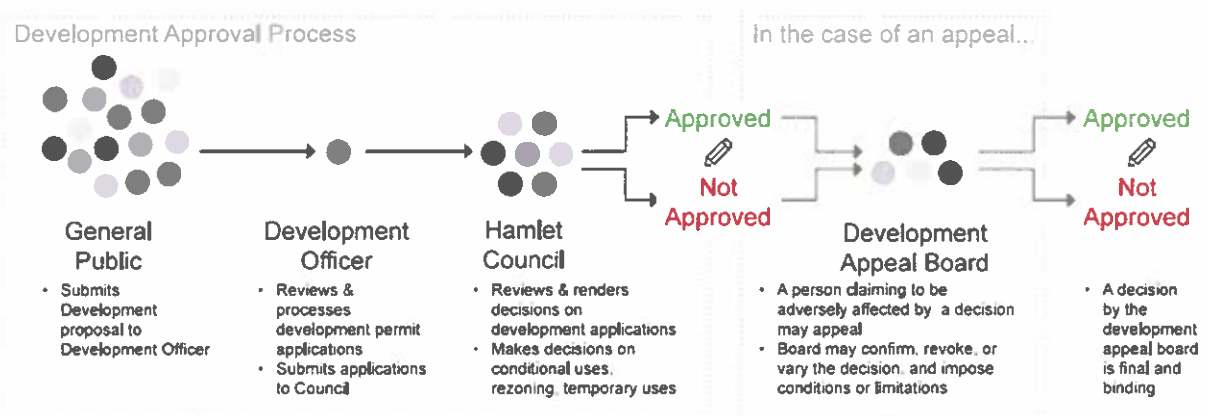 Development Approval Process
In the case of an appeal...
Approved
Not
Approved
Approved
Not
Approved
General
Public
• Submits
Development
proposal to
Development Officer
Development
Officer
• Reviews &
processes
development permit
applications
• Submits applications
to Council
Hamlet
Council
• Reviews & renders
decisions on
development applications
• Makes decisions on
conditional uses,
rezoning, temporary uses
Development
Appeal Board
• A person claiming to be
adversely affected by a decision
may appeal
• Board may confirm, revoke, or
vary the decision, and impose
conditions or limitations
• A decision
by the
development
appeal board
is final and
binding